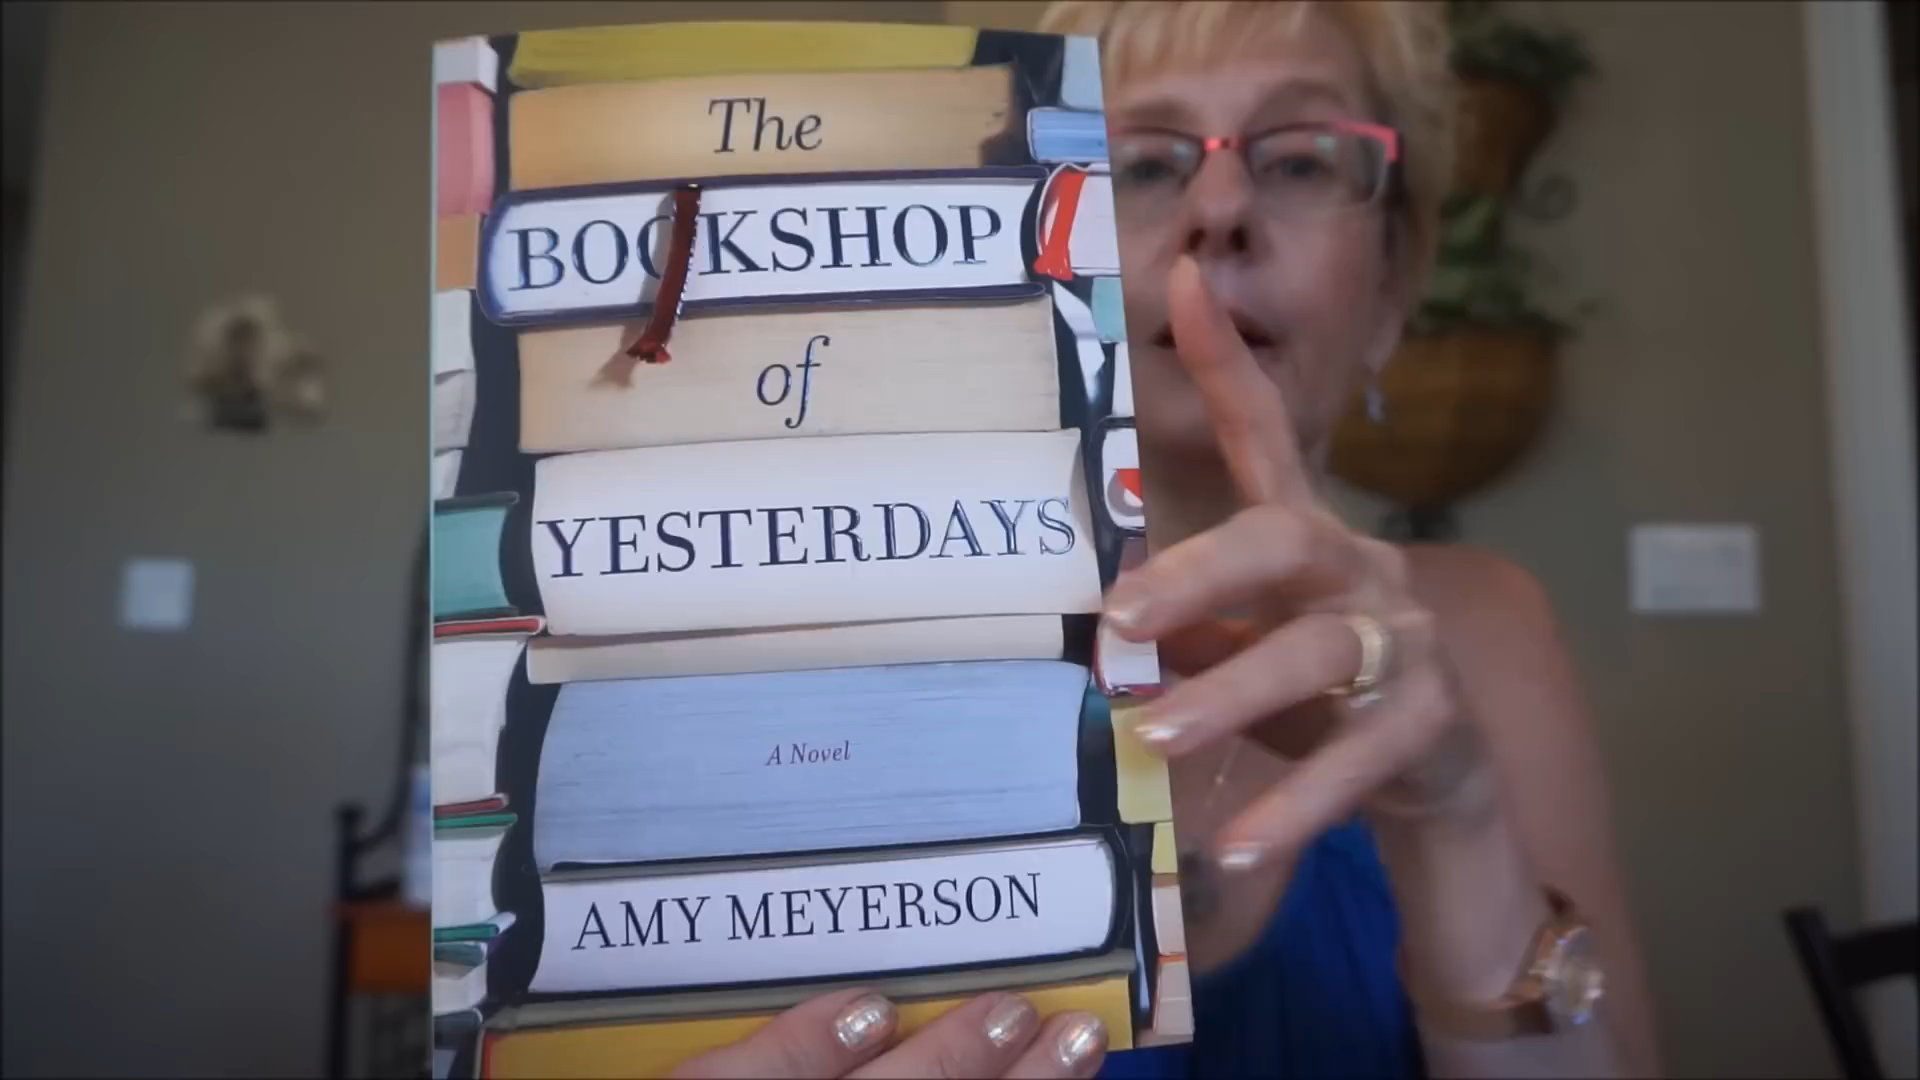 The
BOOKSHOP
of
YESTERDAYS
A Novel
AMY MEYERSON